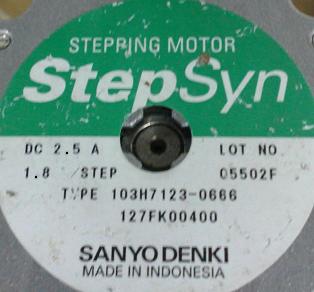 STEPPING MOTOR
StepSyn
DC 2.5 A LOT NO.
1.8 /STEP 05502F
TYPE 103H7123-0666
127FK00400
SANYO DENKI
MADE IN INDONESIA